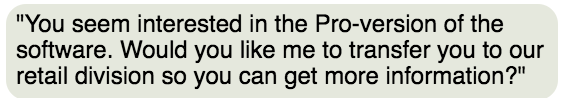 "You seem interested in the Pro-version of the
software. Would you like me to transfer you to our
retail division so you can get more information?"